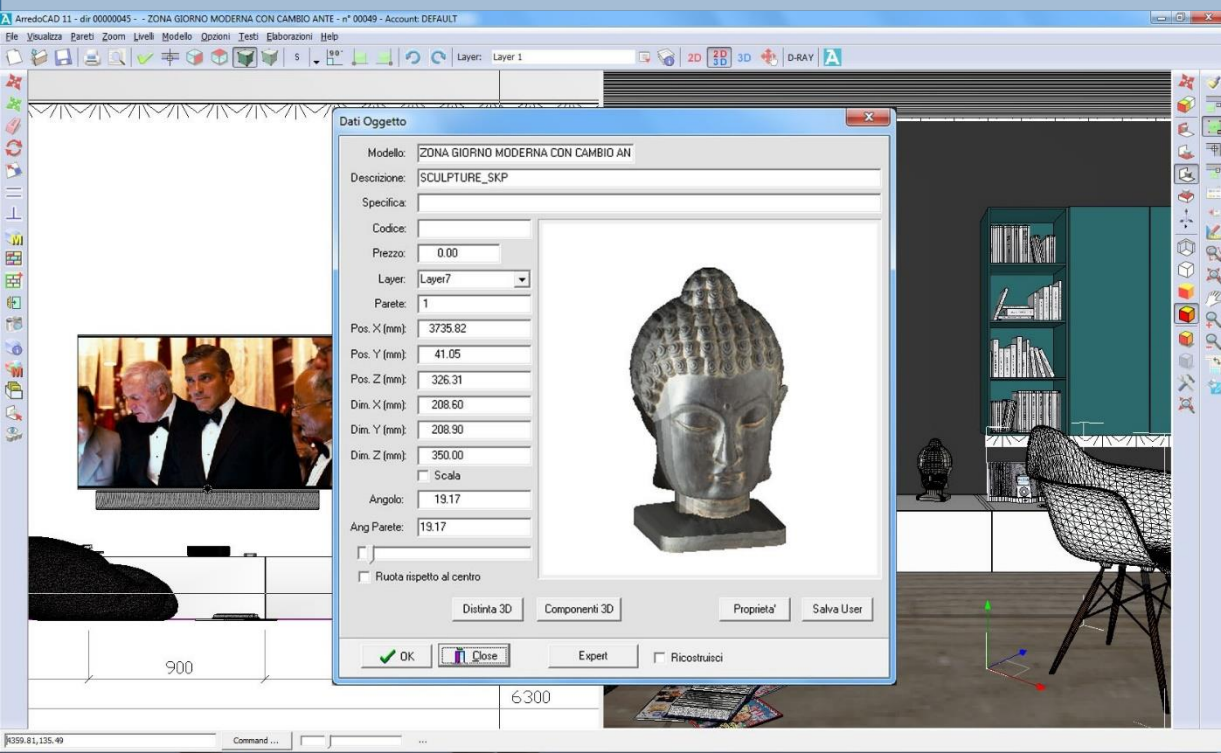 ArredoCAD 11 - dir 00000045 - - ZONA GIORNO MODERNA CON CAMBIO ANTE - n° 00049 - Account: DEFAULT
File Visualizza Pareti Zoom Livelli Modello Opzioni Testi Elaborazioni Help
S 90° Layer: Layer 1 2D 2D 3D 3D D-RAY
Dati Oggetto
Modello: ZONA GIORNO MODERNA CON CAMBIO AN
Descrizione: SCULPTURE_SKP
Specifica:
Codice:
Prezzo: 0.00
Layer: Layer7
Parete: 1
Pos. X (mm): 3735.82
Pos. Y (mm): 41.05
Pos. Z (mm): 326.31
Dim. X (mm): 208.60
Dim. Y (mm): 208.90
Dim. Z (mm): 350.00
Scala
Angolo: 19.17
Ang Parete: 19.17
Ruota rispetto al centro
Distinta 3D Componenti 3D Proprieta' Salva User
OK Close Expert Ricostruisci
900
6300
4359.81,135.49 Command ... ...